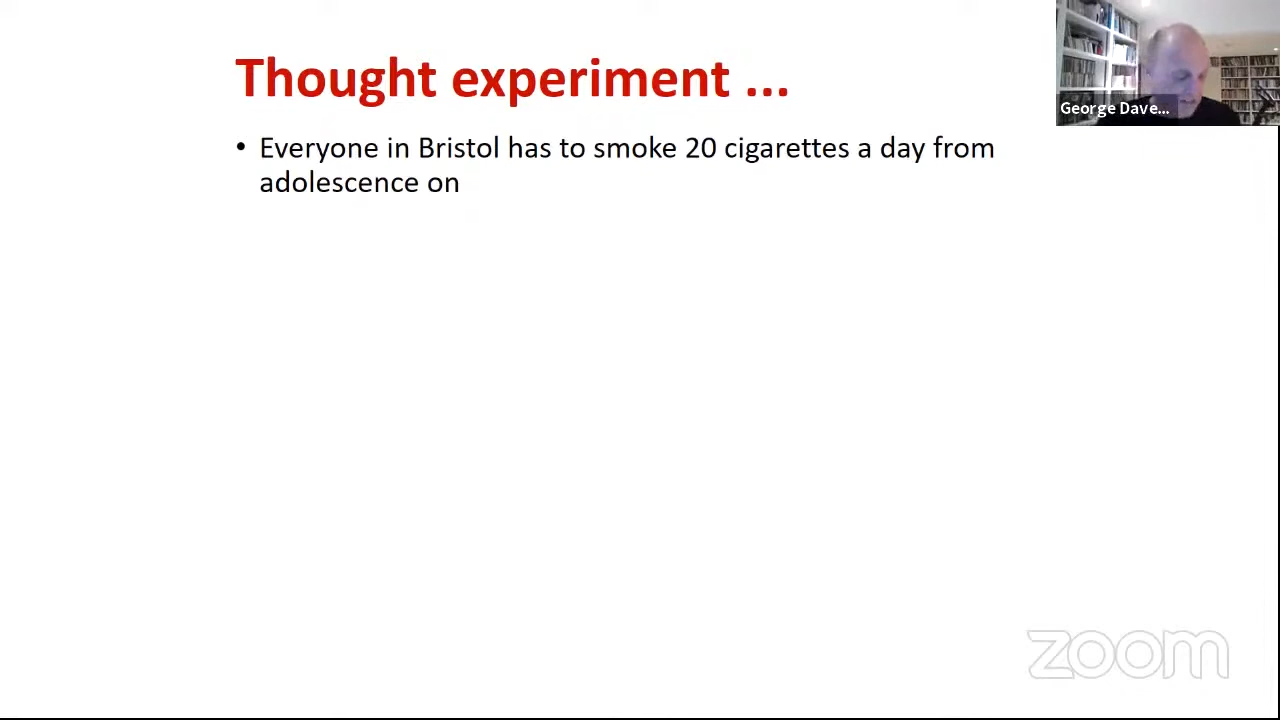 Thought experiment ...
George Dave...
• Everyone in Bristol has to smoke 20 cigarettes a day from
adolescence on
zoom